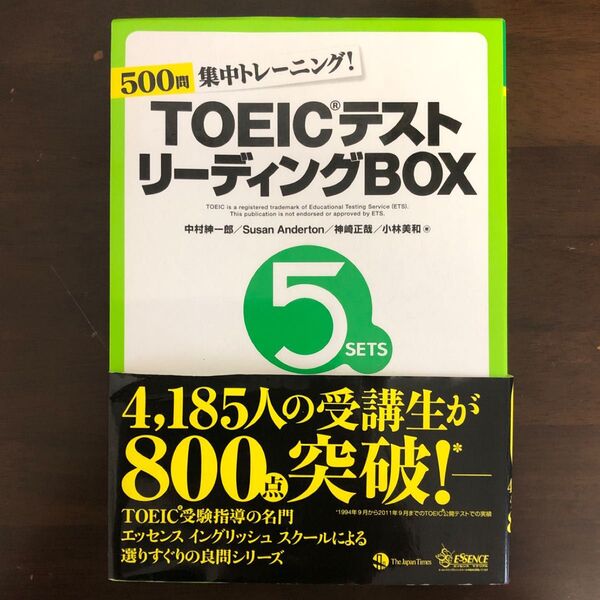 500問 集中トレーニング!
TOEIC®テスト
リーディングBOX
TOEIC is a registered trademark of Educational Testing Service (ETS).
This publication is not endorsed or approved by ETS.
中村紳一郎／Susan Anderton／神崎正哉／小林美和 著
5
SETS
4,185人の受講生が
800点突破!*
*1994年9月から2011年9月までのTOEIC公開テストでの実績
TOEIC®受験指導の名門
エッセンス イングリッシュ スクールによる
選りすぐりの良問シリーズ
The Japan Times
ESSENCE